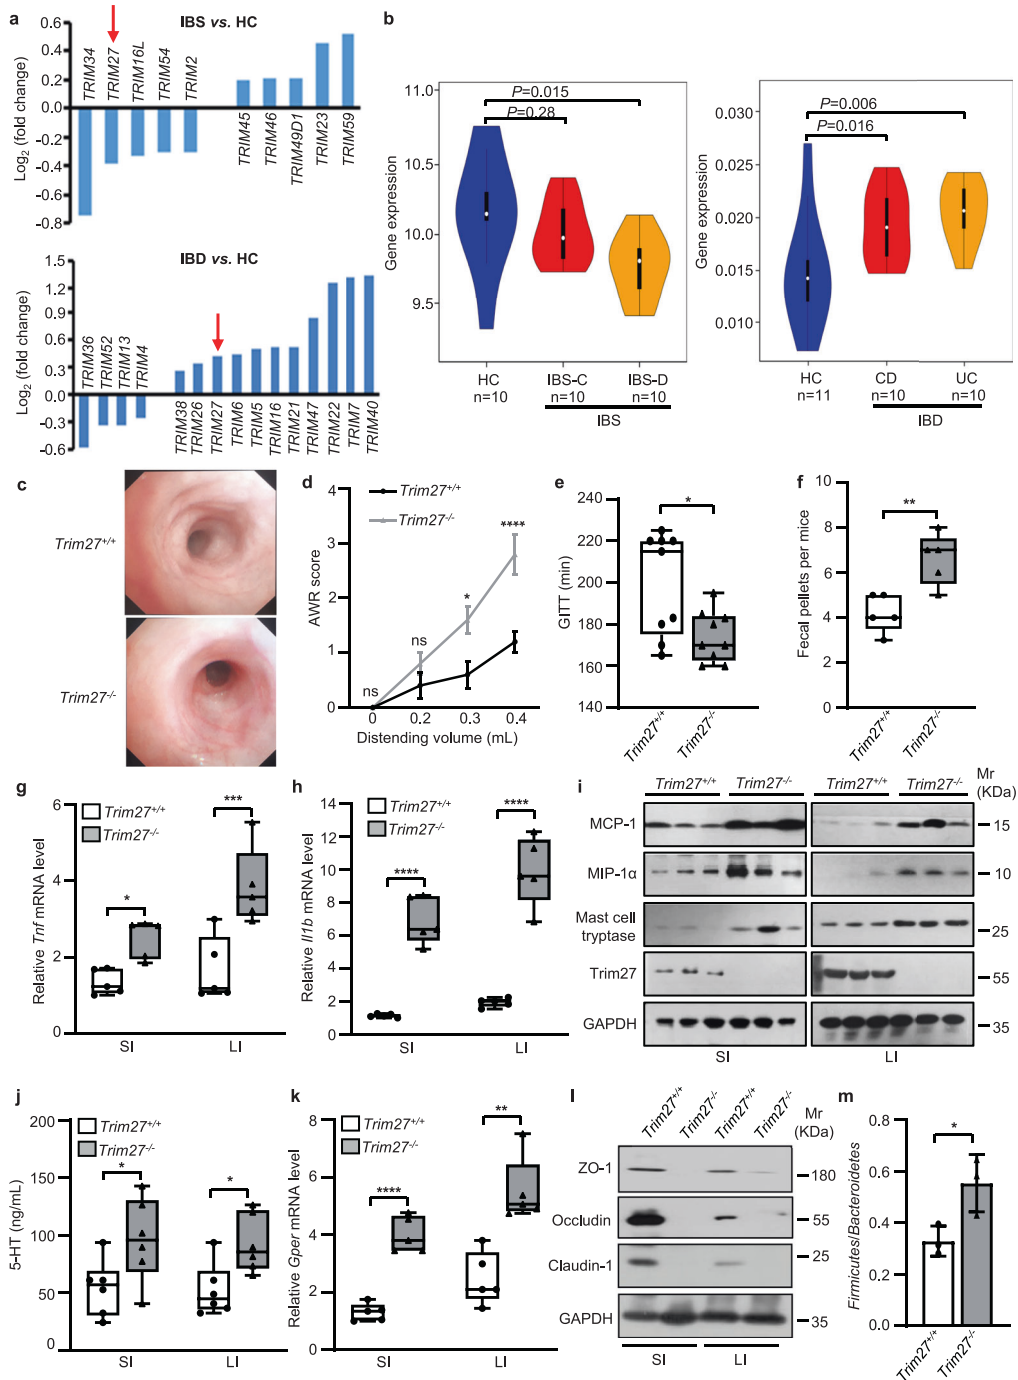 a
IBS vs. HC
Log2 (fold change)
0.6
0.4
0.2
0.0
-0.2
-0.4
-0.6
-0.8
TRIM34
TRIM27
TRIM16L
TRIM54
TRIM2
TRIM45
TRIM46
TRIM49D1
TRIM23
TRIM59
IBD vs. HC
Log2 (fold change)
1.5
1.2
0.9
0.6
0.3
0.0
-0.3
-0.6
TRIM36
TRIM52
TRIM13
TRIM4
TRIM38
TRIM26
TRIM27
TRIM6
TRIM5
TRIM16
TRIM21
TRIM47
TRIM22
TRIM7
TRIM40
b
Gene expression
11.0
10.5
10.0
9.5
P=0.015
P=0.28
HC IBS-C IBS-D
n=10 n=10 n=10
IBS
Gene expression
0.030
0.025
0.020
0.015
0.010
P=0.006
P=0.016
HC CD UC
n=11 n=10 n=10
IBD
c
Trim27+/+
Trim27-/-
d
Trim27+/+
Trim27-/-
AWR score
4
3
2
1
0
ns
ns
*
****
0 0.2 0.3 0.4
Distending volume (mL)
e
GITT (min)
220
200
180
160
140
*
Trim27+/+
Trim27-/-
f
Fecal pellets per mice
10
8
6
4
2
0
**
Trim27+/+
Trim27-/-
g
Trim27+/+
Trim27-/-
Relative Tnf mRNA level
6
4
2
0
*
***
SI LI
h
Trim27+/+
Trim27-/-
Relative Il1b mRNA level
14
12
10
8
6
4
2
0
****
****
SI LI
i
Trim27+/+ Trim27-/- Trim27+/+ Trim27-/-
Mr
(KDa)
MCP-1 15
MIP-1α 10
Mast cell
tryptase 25
Trim27 55
GAPDH 35
SI LI
j
Trim27+/+
Trim27-/-
5-HT (ng/mL)
200
150
100
50
0
*
*
SI LI
k
Trim27+/+
Trim27-/-
Relative Gper mRNA level
8
6
4
2
0
****
**
SI LI
l
Trim27+/+ Trim27-/- Trim27+/+ Trim27-/-
Mr
(KDa)
ZO-1 180
Occludin 55
Claudin-1 25
GAPDH 35
SI LI
m
Firmicutes/Bacteroidetes
0.8
0.6
0.4
0.2
0.0
*
Trim27+/+
Trim27-/-